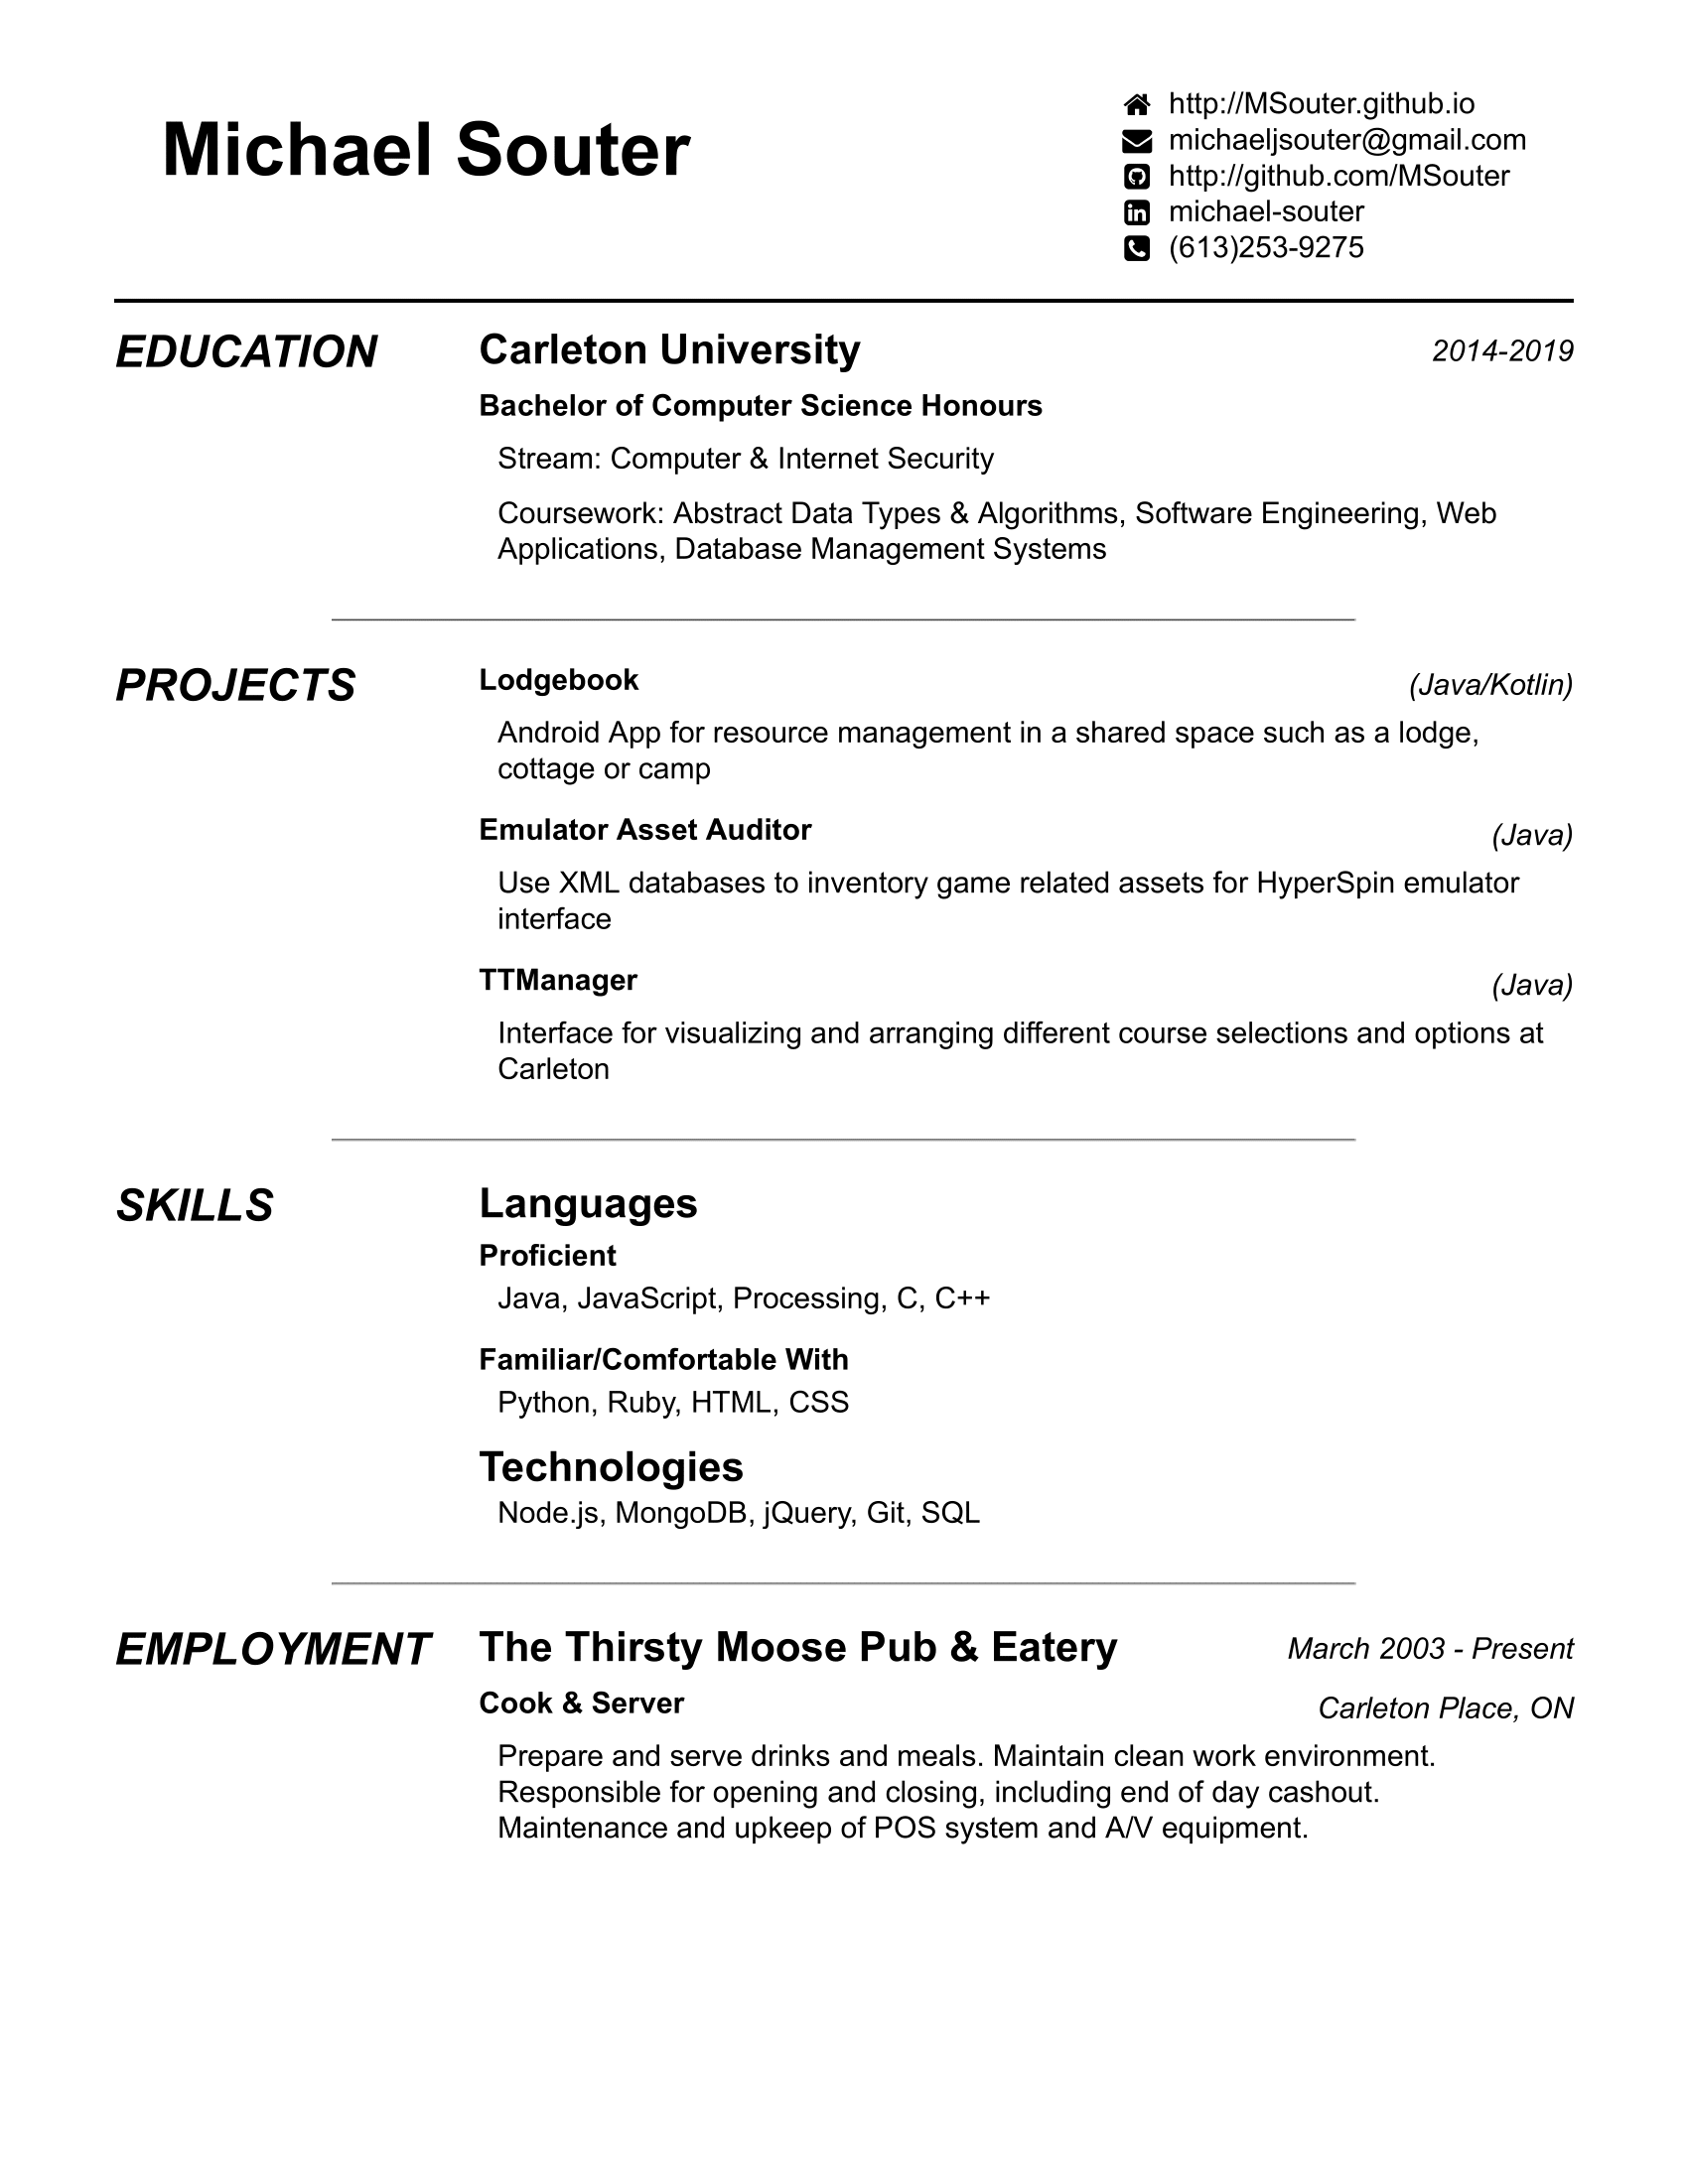 Michael Souter
http://MSouter.github.io
michaeljsouter@gmail.com
http://github.com/MSouter
michael-souter
(613)253-9275
EDUCATION
Carleton University
2014-2019
Bachelor of Computer Science Honours
Stream: Computer & Internet Security
Coursework: Abstract Data Types & Algorithms, Software Engineering, Web
Applications, Database Management Systems
PROJECTS
Lodgebook
(Java/Kotlin)
Android App for resource management in a shared space such as a lodge,
cottage or camp
Emulator Asset Auditor
(Java)
Use XML databases to inventory game related assets for HyperSpin emulator
interface
TTManager
(Java)
Interface for visualizing and arranging different course selections and options at
Carleton
SKILLS
Languages
Proficient
Java, JavaScript, Processing, C, C++
Familiar/Comfortable With
Python, Ruby, HTML, CSS
Technologies
Node.js, MongoDB, jQuery, Git, SQL
EMPLOYMENT
The Thirsty Moose Pub & Eatery
March 2003 - Present
Cook & Server
Carleton Place, ON
Prepare and serve drinks and meals. Maintain clean work environment.
Responsible for opening and closing, including end of day cashout.
Maintenance and upkeep of POS system and A/V equipment.